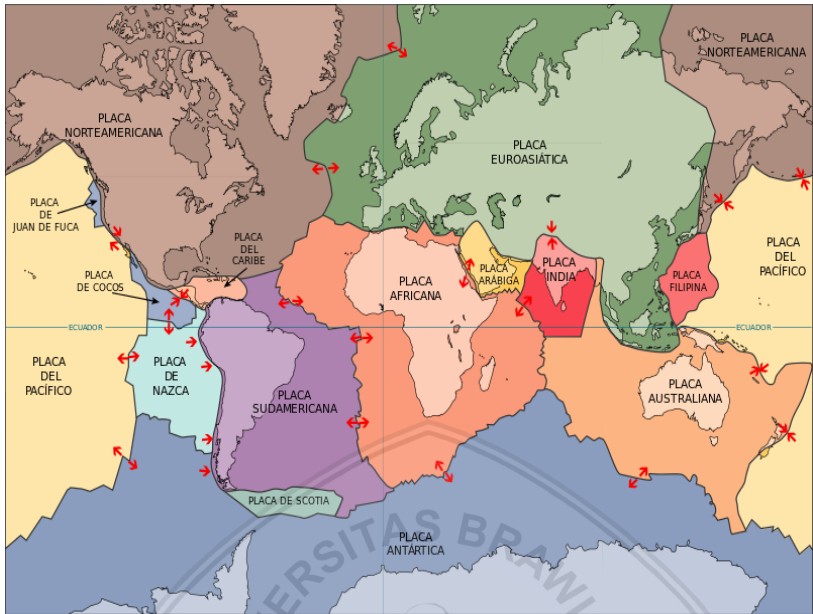 PLACA
NORTEAMERICANA
PLACA
NORTEAMERICANA
PLACA
EUROASIÁTICA
PLACA
DE
JUAN DE FUCA
PLACA
DEL
CARIBE
PLACA
DE COCOS
PLACA
AFRICANA
PLACA
ARÁBIGA
PLACA
INDIA
PLACA
FILIPINA
PLACA
DEL
PACÍFICO
ECUADOR
ECUADOR
PLACA
DEL
PACÍFICO
PLACA
DE
NAZCA
PLACA
SUDAMERICANA
PLACA
AUSTRALIANA
PLACA DE SCOTIA
PLACA
ANTÁRTICA
ERSITAS BRAWI